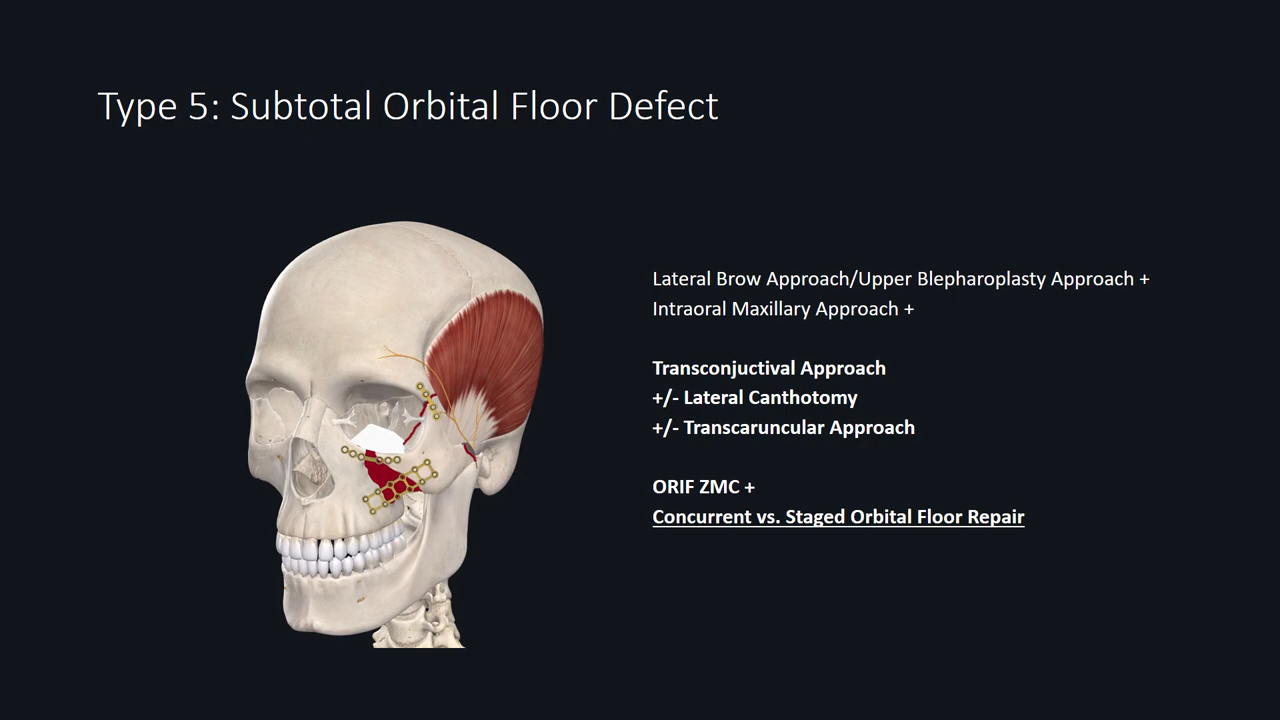 Type 5: Subtotal Orbital Floor Defect
Lateral Brow Approach/Upper Blepharoplasty Approach +
Intraoral Maxillary Approach +
Transconjuctival Approach
+/- Lateral Canthotomy
+/- Transcaruncular Approach
ORIF ZMC +
Concurrent vs. Staged Orbital Floor Repair